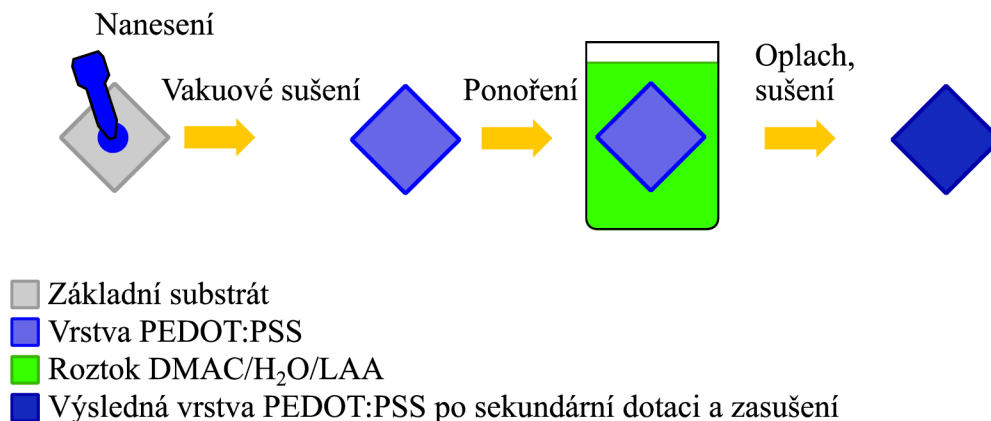 Nanesení
Vakuové sušení
Ponoření
Oplach,
sušení
Základní substrát
Vrstva PEDOT:PSS
Roztok DMAC/H₂O/LAA
Výsledná vrstva PEDOT:PSS po sekundární dotaci a zasušení